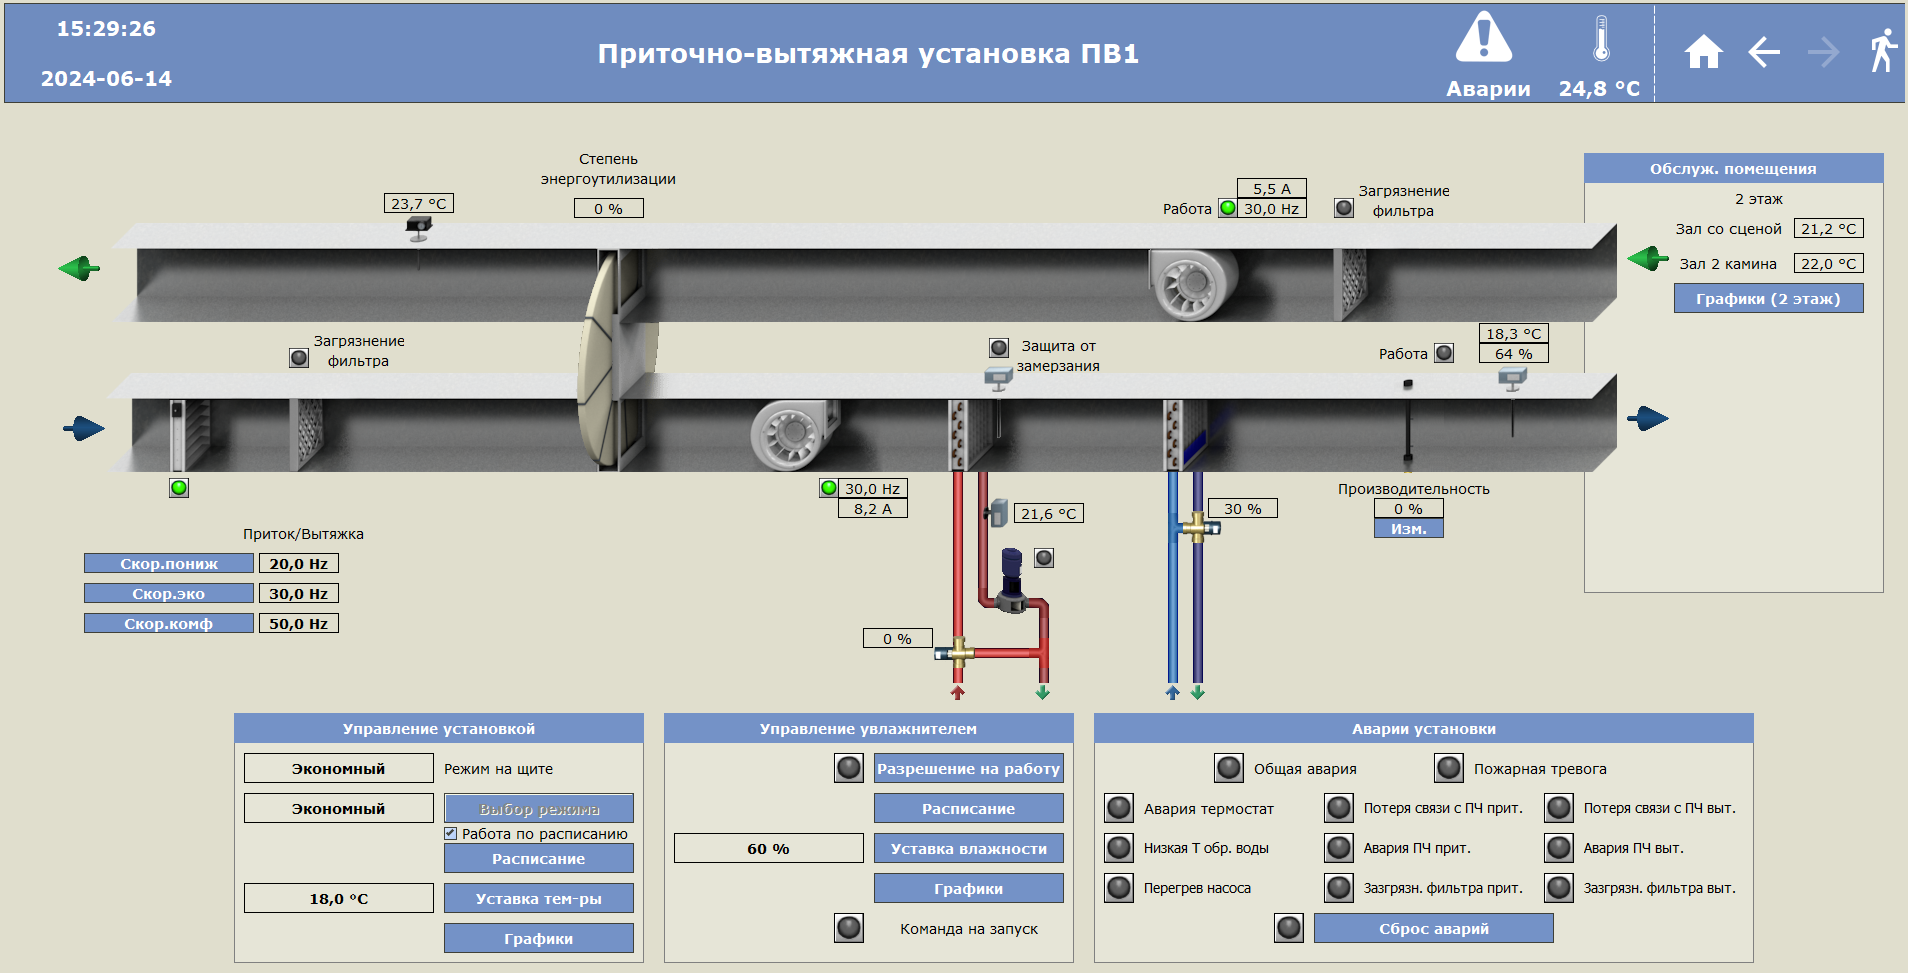 15:29:26
2024-06-14
Приточно-вытяжная установка ПВ1
Аварии
24,8 °C
Степень
энергоутилизации
23,7 °C
0 %
5,5 A
Работа
30,0 Hz
Загрязнение
фильтра
Обслуж. помещения
2 этаж
Зал со сценой
21,2 °C
Зал 2 камина
22,0 °C
Графики (2 этаж)
Загрязнение
фильтра
Защита от
замерзания
Работа
18,3 °C
64 %
30,0 Hz
8,2 A
21,6 °C
30 %
Производительность
0 %
Изм.
Приток/Вытяжка
Скор.пониж
20,0 Hz
Скор.эко
30,0 Hz
Скор.комф
50,0 Hz
0 %
Управление установкой
Экономный
Режим на щите
Экономный
Выбор режима
Работа по расписанию
Расписание
18,0 °C
Уставка тем-ры
Графики
Управление увлажнителем
Разрешение на работу
Расписание
60 %
Уставка влажности
Графики
Команда на запуск
Аварии установки
Общая авария
Пожарная тревога
Авария термостат
Потеря связи с ПЧ прит.
Потеря связи с ПЧ выт.
Низкая Т обр. воды
Авария ПЧ прит.
Авария ПЧ выт.
Перегрев насоса
Зазгрязн. фильтра прит.
Зазгрязн. фильтра выт.
Сброс аварий